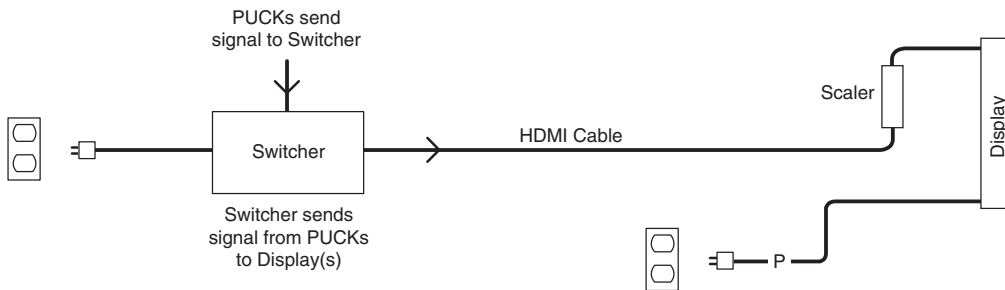 PUCKs send
signal to Switcher
Scaler
Display
HDMI Cable
Switcher
Switcher sends
signal from PUCKs
to Display(s)
P